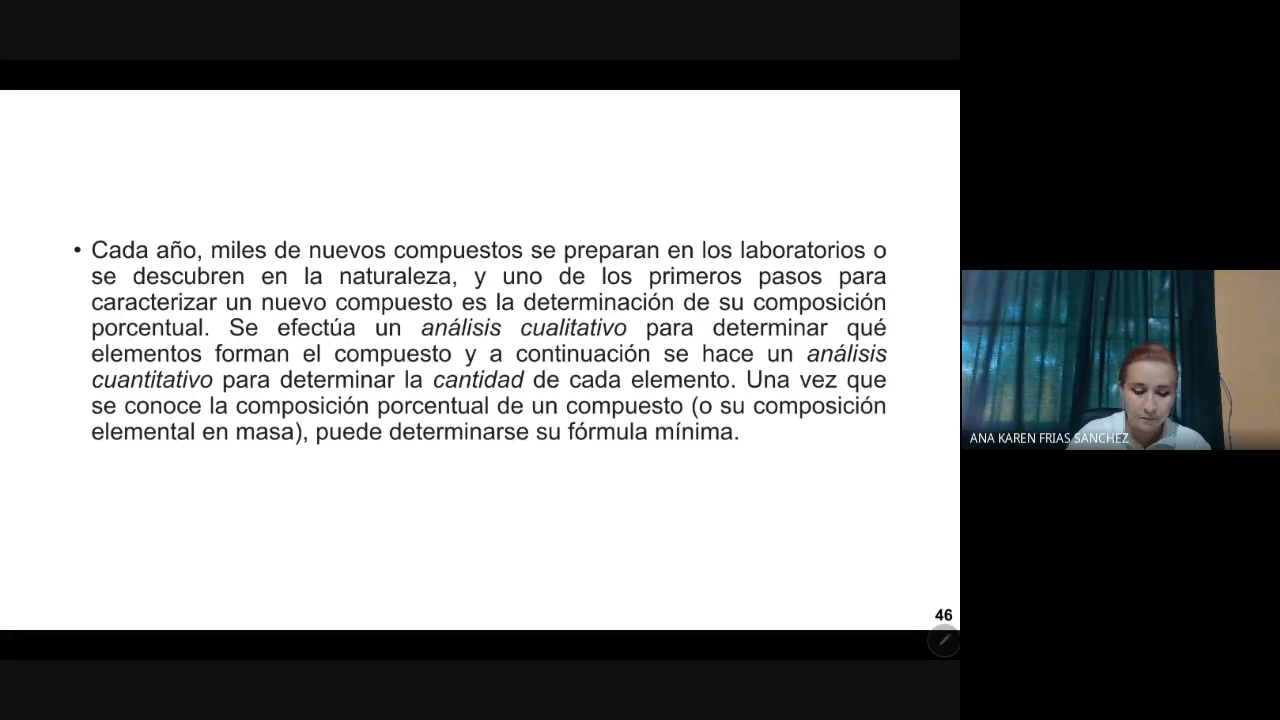 • Cada año, miles de nuevos compuestos se preparan en los laboratorios o
se descubren en la naturaleza, y uno de los primeros pasos para
caracterizar un nuevo compuesto es la determinación de su composición
porcentual. Se efectúa un análisis cualitativo para determinar qué
elementos forman el compuesto y a continuación se hace un análisis
cuantitativo para determinar la cantidad de cada elemento. Una vez que
se conoce la composición porcentual de un compuesto (o su composición
elemental en masa), puede determinarse su fórmula mínima.
46
ANA KAREN FRIAS SANCHEZ